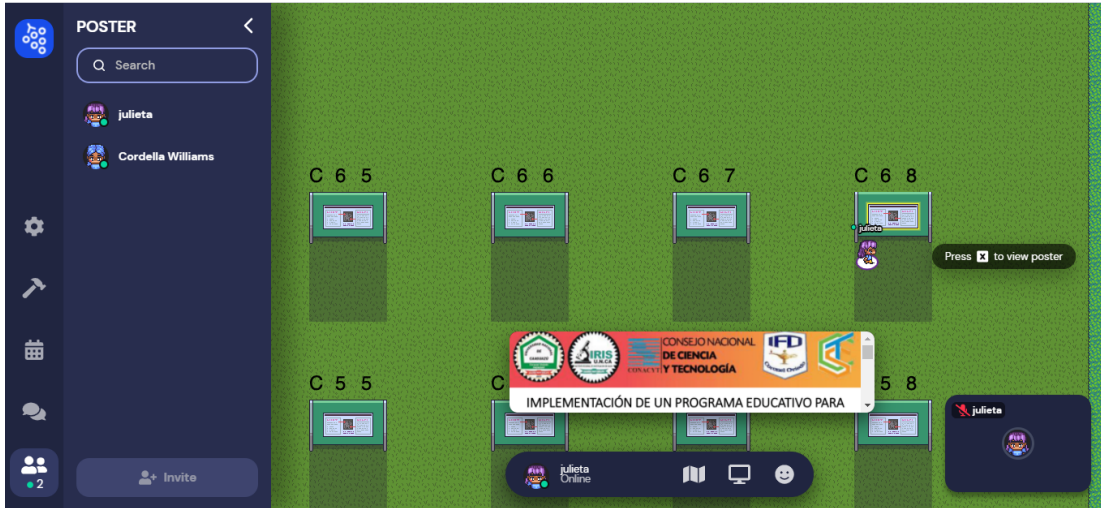 POSTER
Search
julieta
Cordella Williams
2
Invite
C 6 5
C 6 6
C 6 7
C 6 8
julieta
Press X to view poster
IRIS
U.N.C.A
CONACYT
CONSEJO NACIONAL
DE CIENCIA
Y TECNOLOGÍA
IFD
IMPLEMENTACIÓN DE UN PROGRAMA EDUCATIVO PARA
C 5 5
C
5 8
julieta
Online
julieta